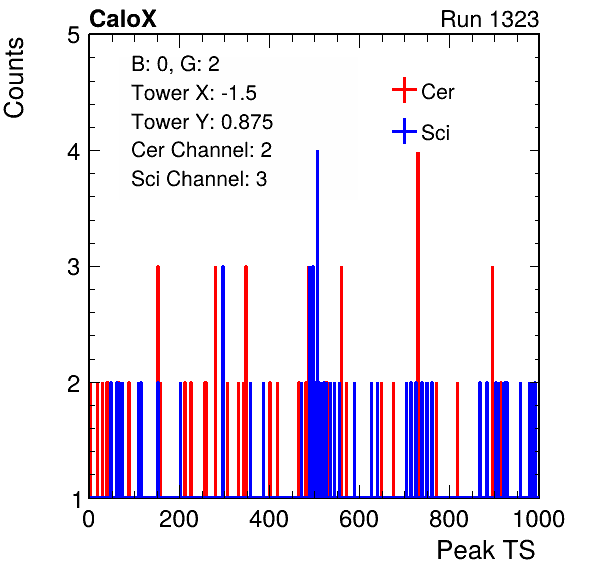 CaloX Run 1323
Counts
5
4
3
2
1
B: 0, G: 2
Tower X: -1.5
Tower Y: 0.875
Cer Channel: 2
Sci Channel: 3
Cer
Sci
0 200 400 600 800 1000
Peak TS